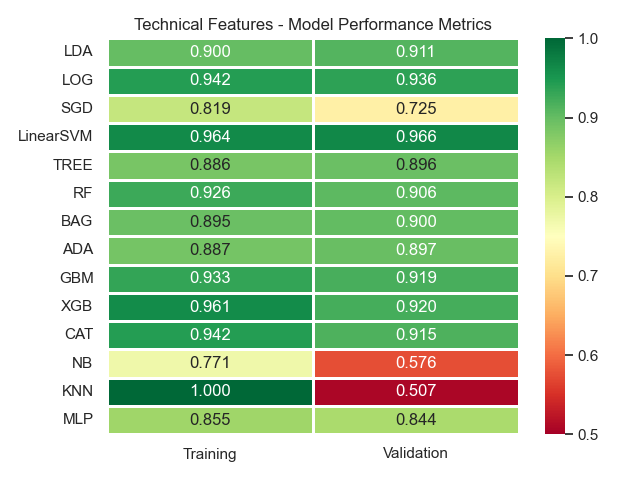 Technical Features - Model Performance Metrics
LDA 0.900 0.911
LOG 0.942 0.936
SGD 0.819 0.725
LinearSVM 0.964 0.966
TREE 0.886 0.896
RF 0.926 0.906
BAG 0.895 0.900
ADA 0.887 0.897
GBM 0.933 0.919
XGB 0.961 0.920
CAT 0.942 0.915
NB 0.771 0.576
KNN 1.000 0.507
MLP 0.855 0.844
Training Validation
1.0
0.9
0.8
0.7
0.6
0.5